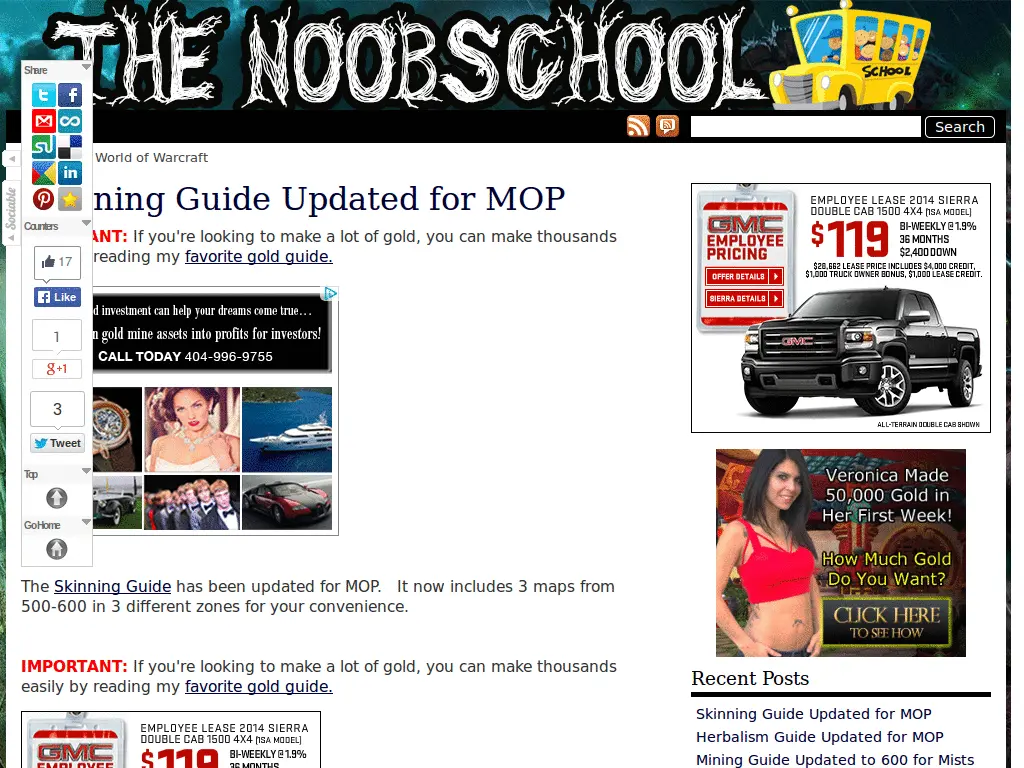 THE NOOBSCHOOL
SCHOOL
Share
Search
World of Warcraft
Sociable
ning Guide Updated for MOP
ANT: If you're looking to make a lot of gold, you can make thousands
reading my favorite gold guide.
Counters
17
Like
1
g+1
3
Tweet
Top
Go Home
d investment can help your dreams come true...
n gold mine assets into profits for investors!
CALL TODAY 404-996-9755
The Skinning Guide has been updated for MOP. It now includes 3 maps from
500-600 in 3 different zones for your convenience.
IMPORTANT: If you're looking to make a lot of gold, you can make thousands
easily by reading my favorite gold guide.
GMC
EMPLOYEE
EMPLOYEE LEASE 2014 SIERRA
DOUBLE CAB 1500 4X4 (1SA MODEL)
$119
BI-WEEKLY @ 1.9%
36 MONTHS
GMC
EMPLOYEE
PRICING
OFFER DETAILS
SIERRA DETAILS
EMPLOYEE LEASE 2014 SIERRA
DOUBLE CAB 1500 4X4 (1SA MODEL)
$119
BI-WEEKLY @ 1.9%
36 MONTHS
$2,400 DOWN
$28,662 LEASE PRICE INCLUDES $4,000 CREDIT,
$1,000 TRUCK OWNER BONUS, $1,000 LEASE CREDIT.
GMC
ALL-TERRAIN DOUBLE CAB SHOWN
Veronica Made
50,000 Gold in
Her First Week!
How Much Gold
Do You Want?
CLICK HERE
TO SEE HOW
Recent Posts
Skinning Guide Updated for MOP
Herbalism Guide Updated for MOP
Mining Guide Updated to 600 for Mists